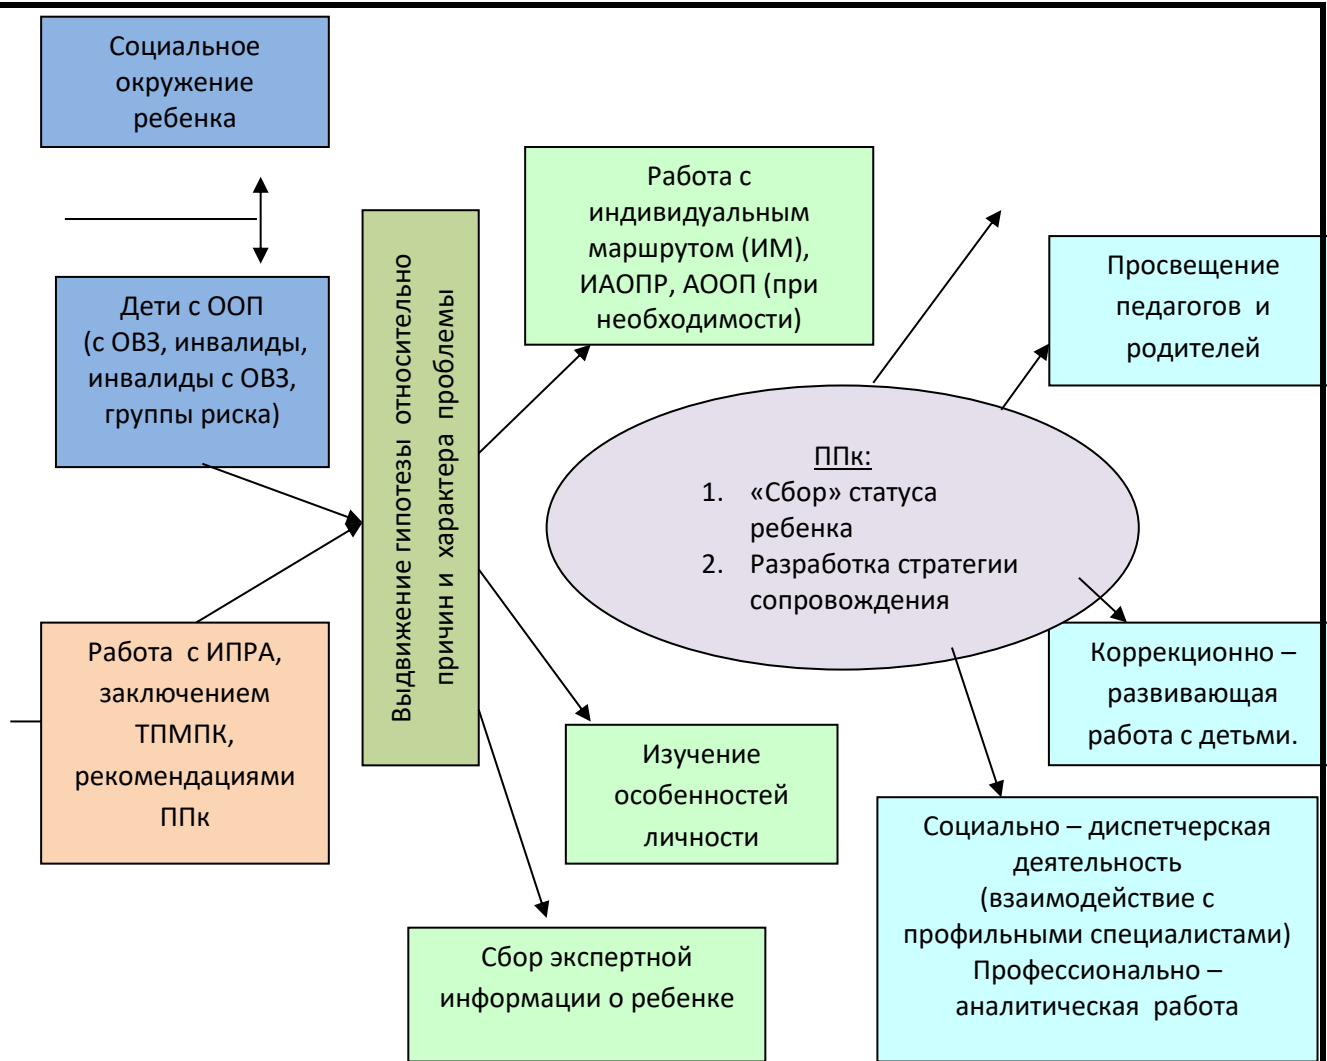 Социальное
окружение
ребенка
Дети с ООП
(с ОВЗ, инвалиды,
инвалиды с ОВЗ,
группы риска)
Работа с ИПРА,
заключением
ТПМПК,
рекомендациями
ППк
Выдвижение гипотезы относительно
причин и характера проблемы
Работа с
индивидуальным
маршрутом (ИМ),
ИАОПР, АООП (при
необходимости)
Изучение
особенностей
личности
Сбор экспертной
информации о ребенке
ППк:
1. «Сбор» статуса
ребенка
2. Разработка стратегии
сопровождения
Просвещение
педагогов и
родителей
Коррекционно –
развивающая
работа с детьми.
Социально – диспетчерская
деятельность
(взаимодействие с
профильными специалистами)
Профессионально –
аналитическая работа